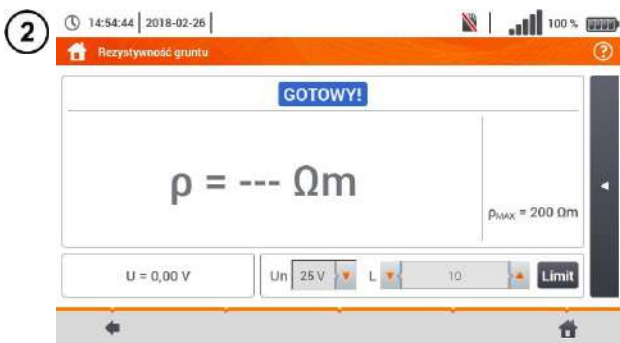 2
14:54:44 2018-02-26 100 %
Rezystywność gruntu ?
GOTOWY!
ρ = --- Ωm
ρMAX = 200 Ωm
U = 0,00 V Un 25 V L 10 Limit